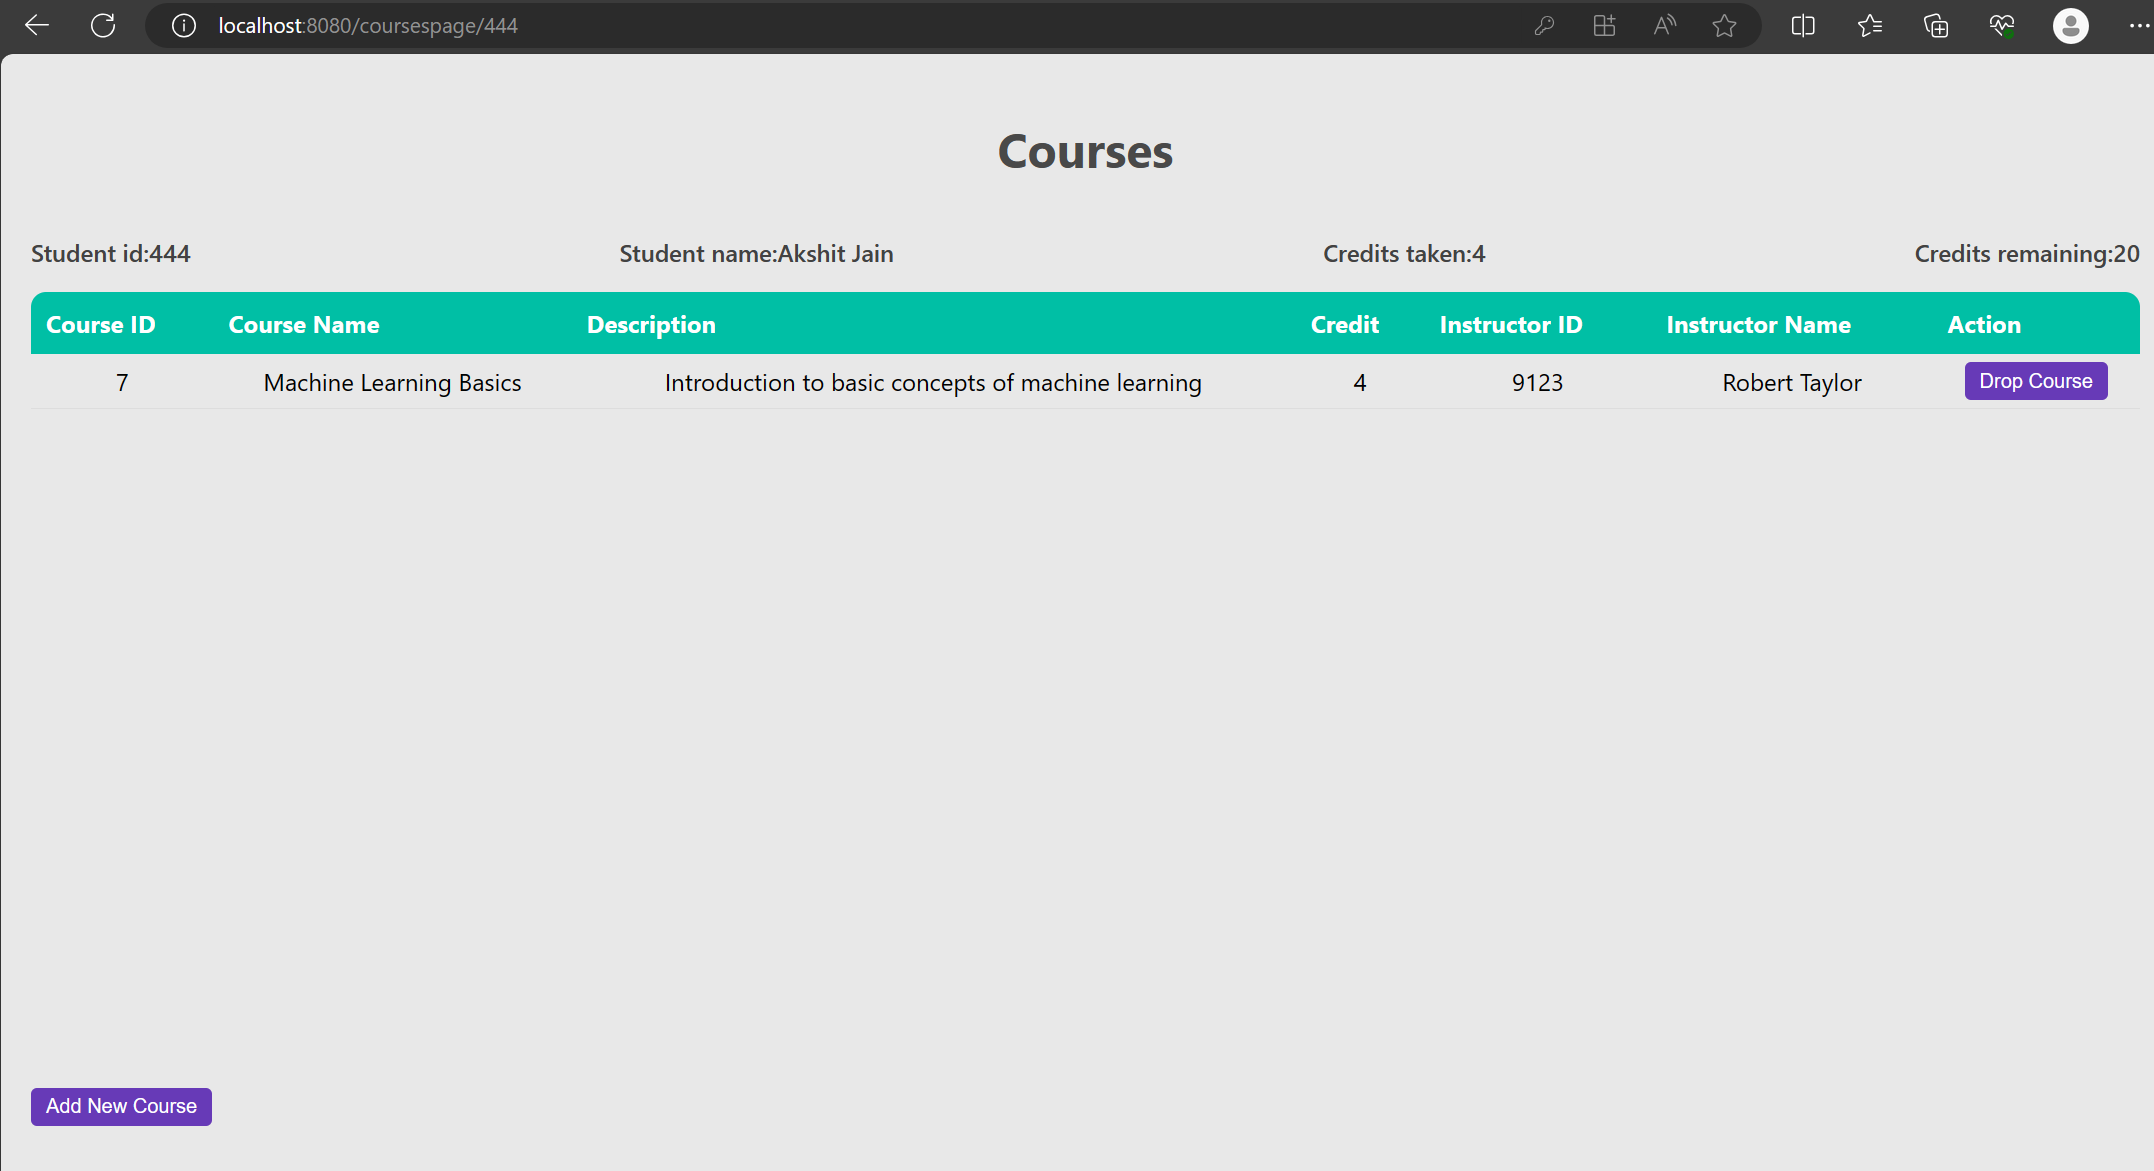 localhost:8080/coursespage/444
Courses
Student id:444 Student name:Akshit Jain Credits taken:4 Credits remaining:20
Course ID Course Name Description Credit Instructor ID Instructor Name Action
7 Machine Learning Basics Introduction to basic concepts of machine learning 4 9123 Robert Taylor Drop Course
Add New Course